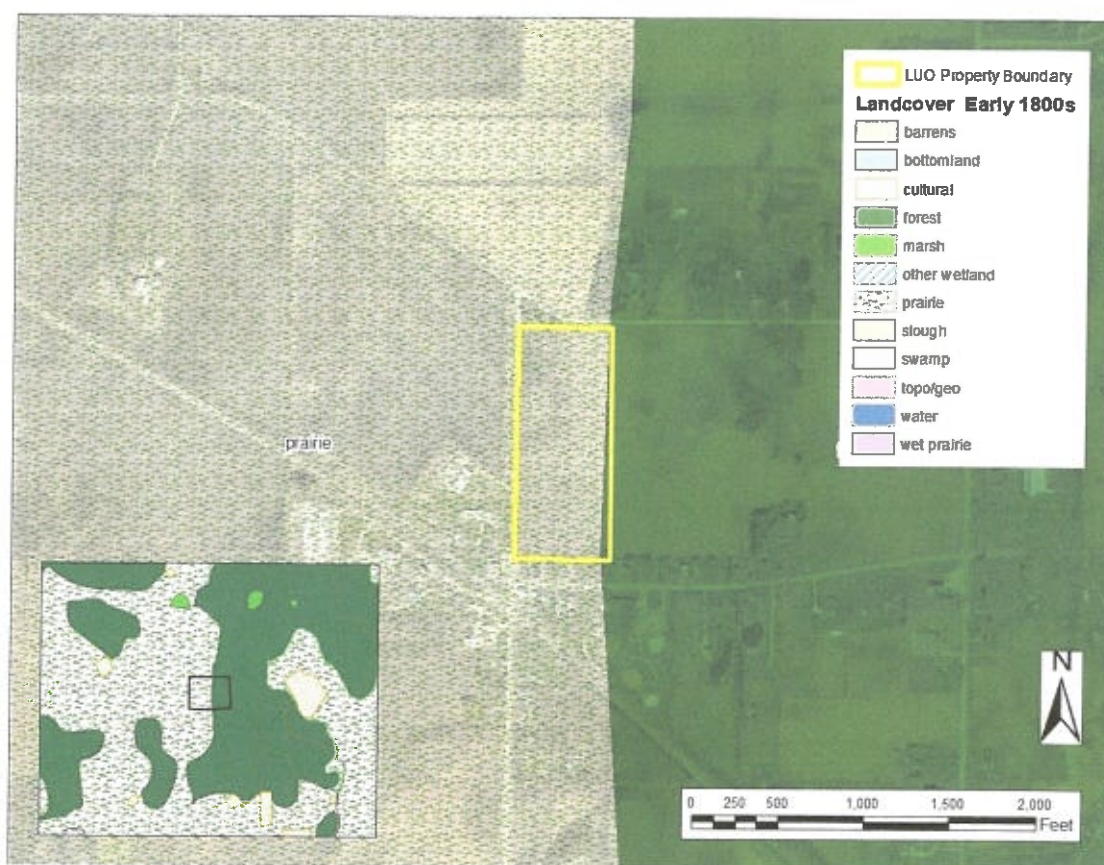 LUO Property Boundary
Landcover Early 1800s
barrens
bottomland
cultural
forest
marsh
other wetland
prairie
slough
swamp
topo/geo
water
wet prairie
prairie
N
0 250 500 1,000 1,500 2,000
Feet